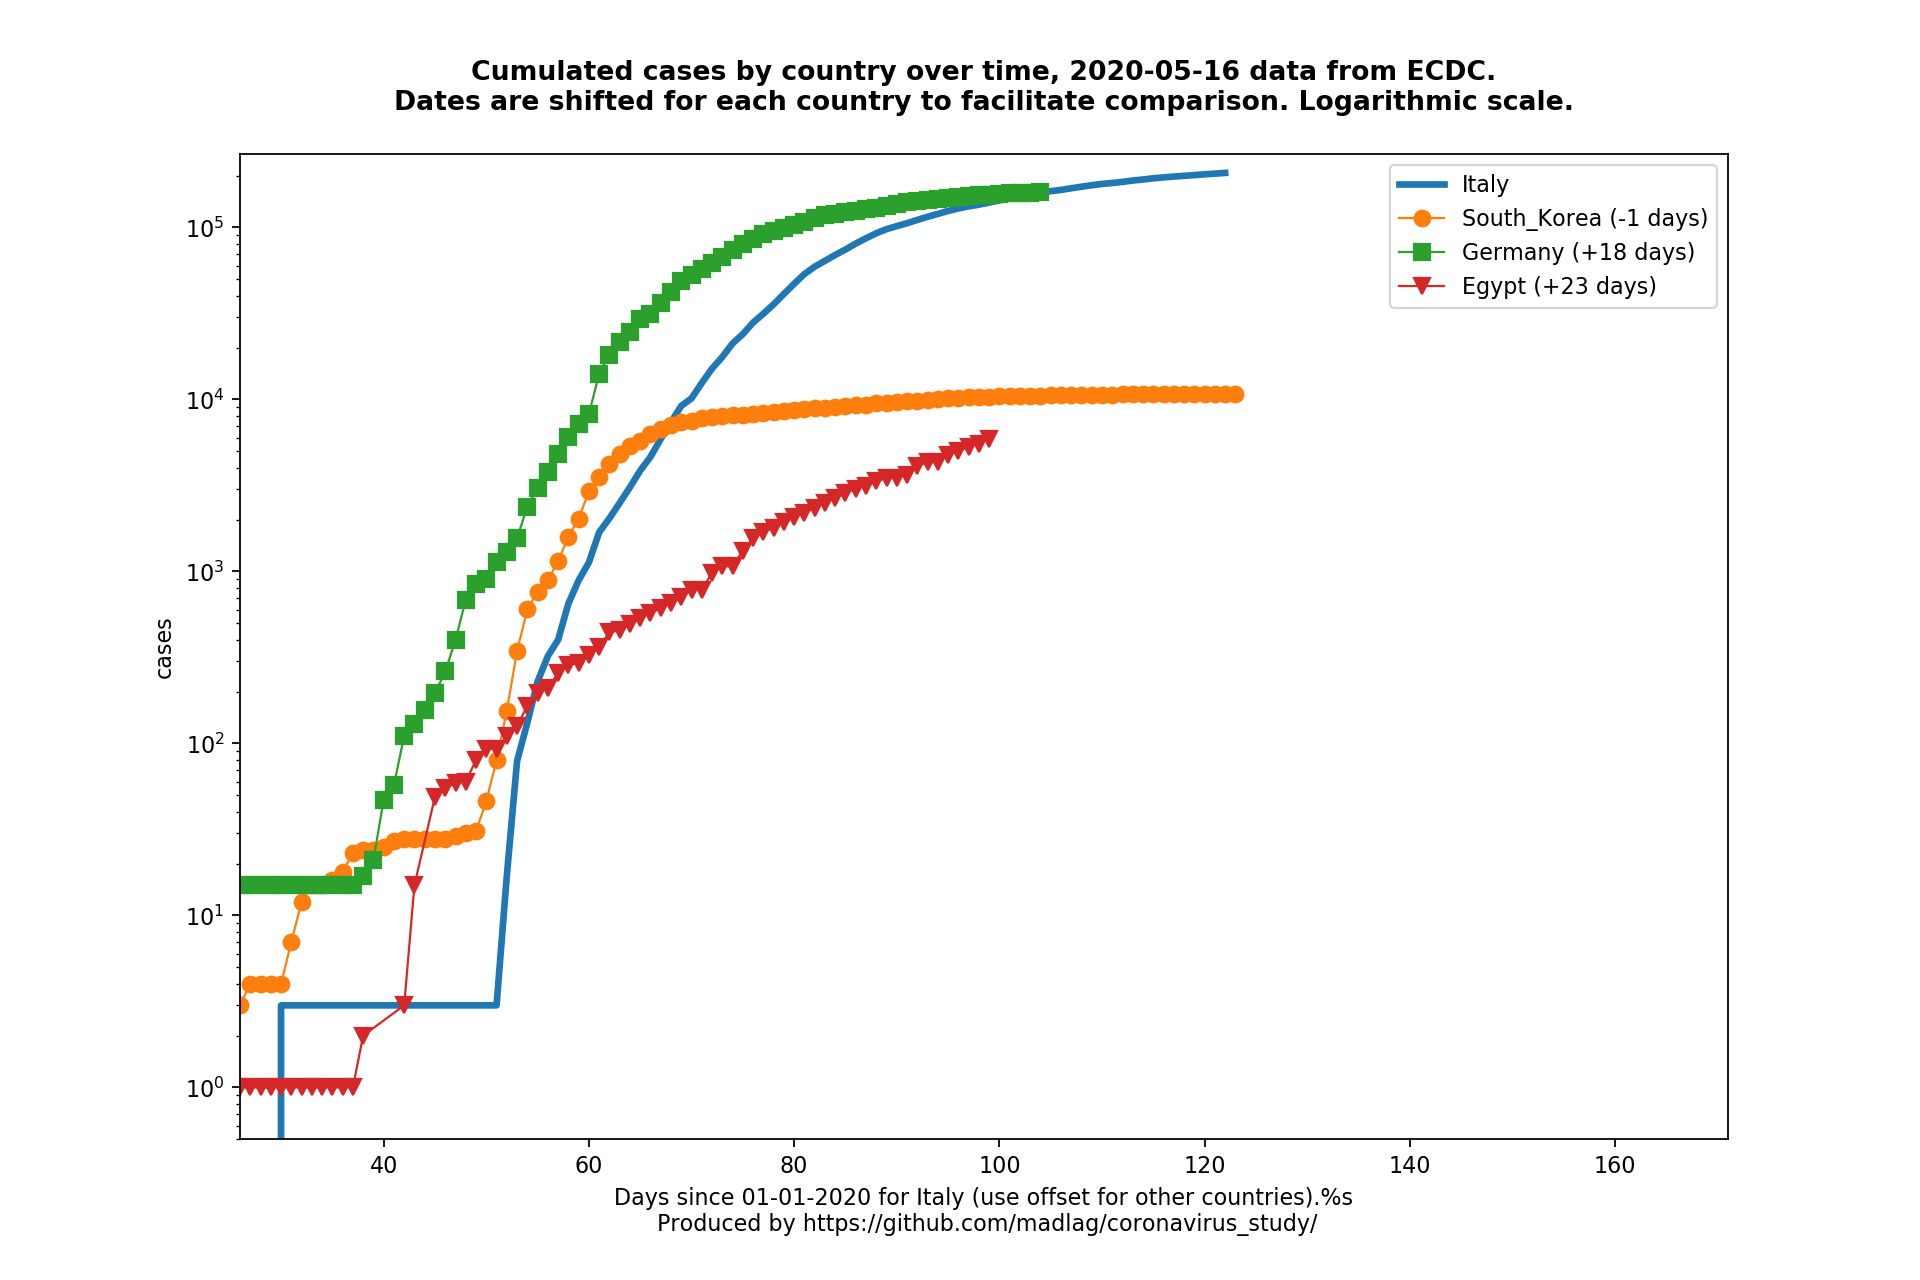 Cumulated cases by country over time, 2020-05-16 data from ECDC.
Dates are shifted for each country to facilitate comparison. Logarithmic scale.
Italy
South_Korea (-1 days)
Germany (+18 days)
Egypt (+23 days)
10^5
10^4
10^3
10^2
10^1
10^0
cases
40 60 80 100 120 140 160
Days since 01-01-2020 for Italy (use offset for other countries).%s
Produced by https://github.com/madlag/coronavirus_study/